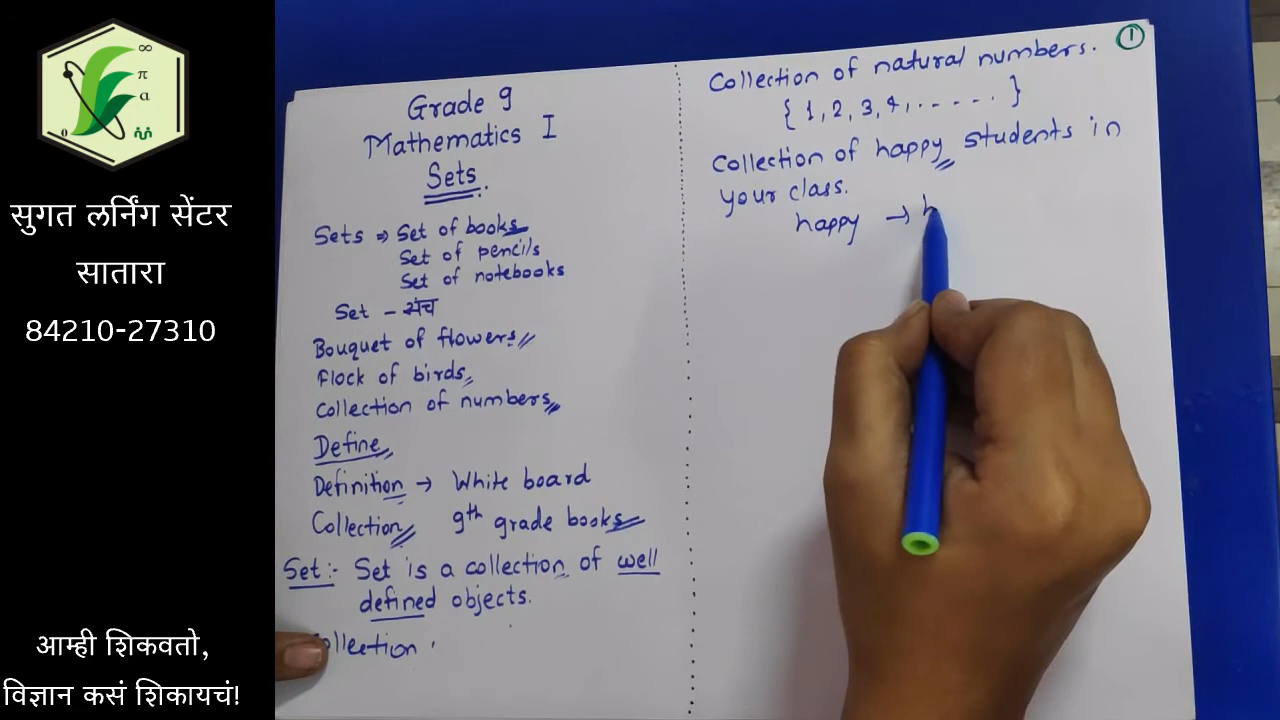 ∞
π
a
0
सुगत लर्निंग सेंटर
सातारा
84210-27310
आम्ही शिकवतो,
विज्ञान कसं शिकायचं!
Grade 9
Mathematics I
Sets.
Sets ⇒ Set of books
Set of pencils
Set of notebooks
Set - संच
Bouquet of flowers
Flock of birds
Collection of numbers
Define
Definition → White board
Collection 9th grade books
Set:- Set is a collection of well
defined objects.
Collection
1
Collection of natural numbers.
{ 1, 2, 3, 4, ..... }
Collection of happy students in
your class.
happy → h